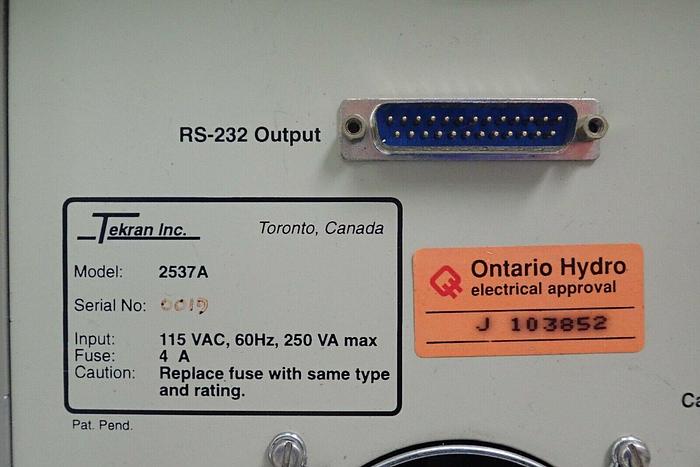 RS-232 Output
Tekran Inc.
Toronto, Canada
Model: 2537A
Serial No: 0019
Input: 115 VAC, 60Hz, 250 VA max
Fuse: 4 A
Caution: Replace fuse with same type
and rating.
Pat. Pend.
Ontario Hydro
electrical approval
J 103852
Ca